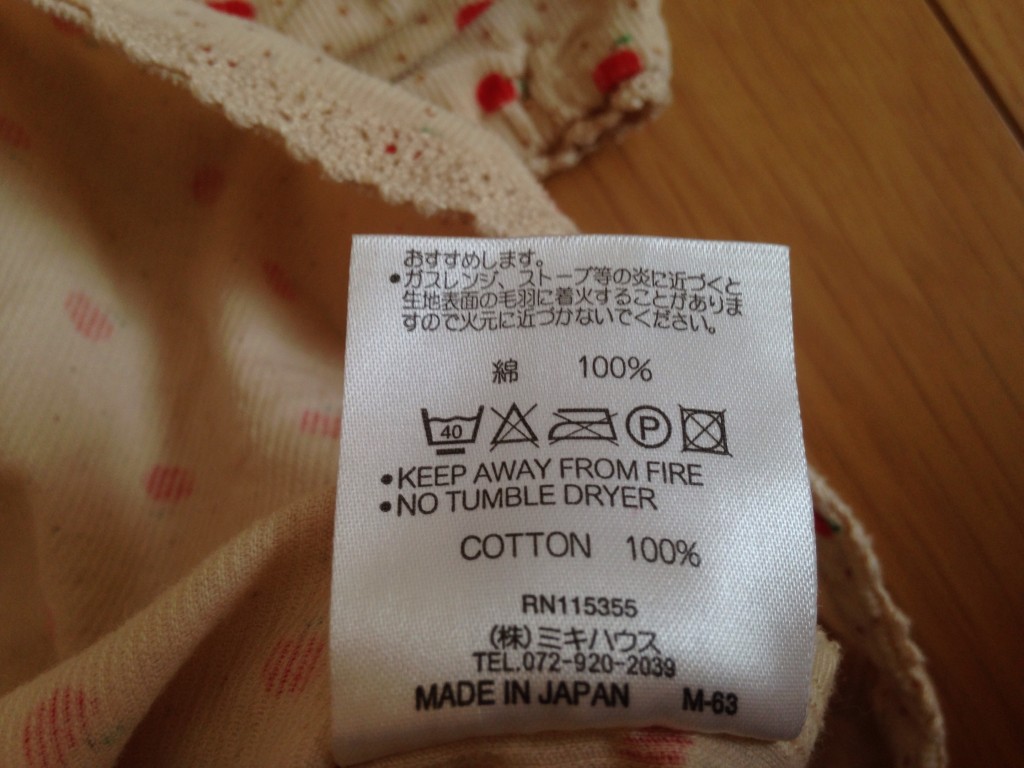 おすすめします。
•ガスレンジ、ストーブ等の炎に近づくと
生地表面の毛羽に着火することがありま
すので火元に近づかないでください。
綿 100%
40 P
•KEEP AWAY FROM FIRE
•NO TUMBLE DRYER
COTTON 100%
RN115355
(株)ミキハウス
TEL.072-920-2039
MADE IN JAPAN M-63